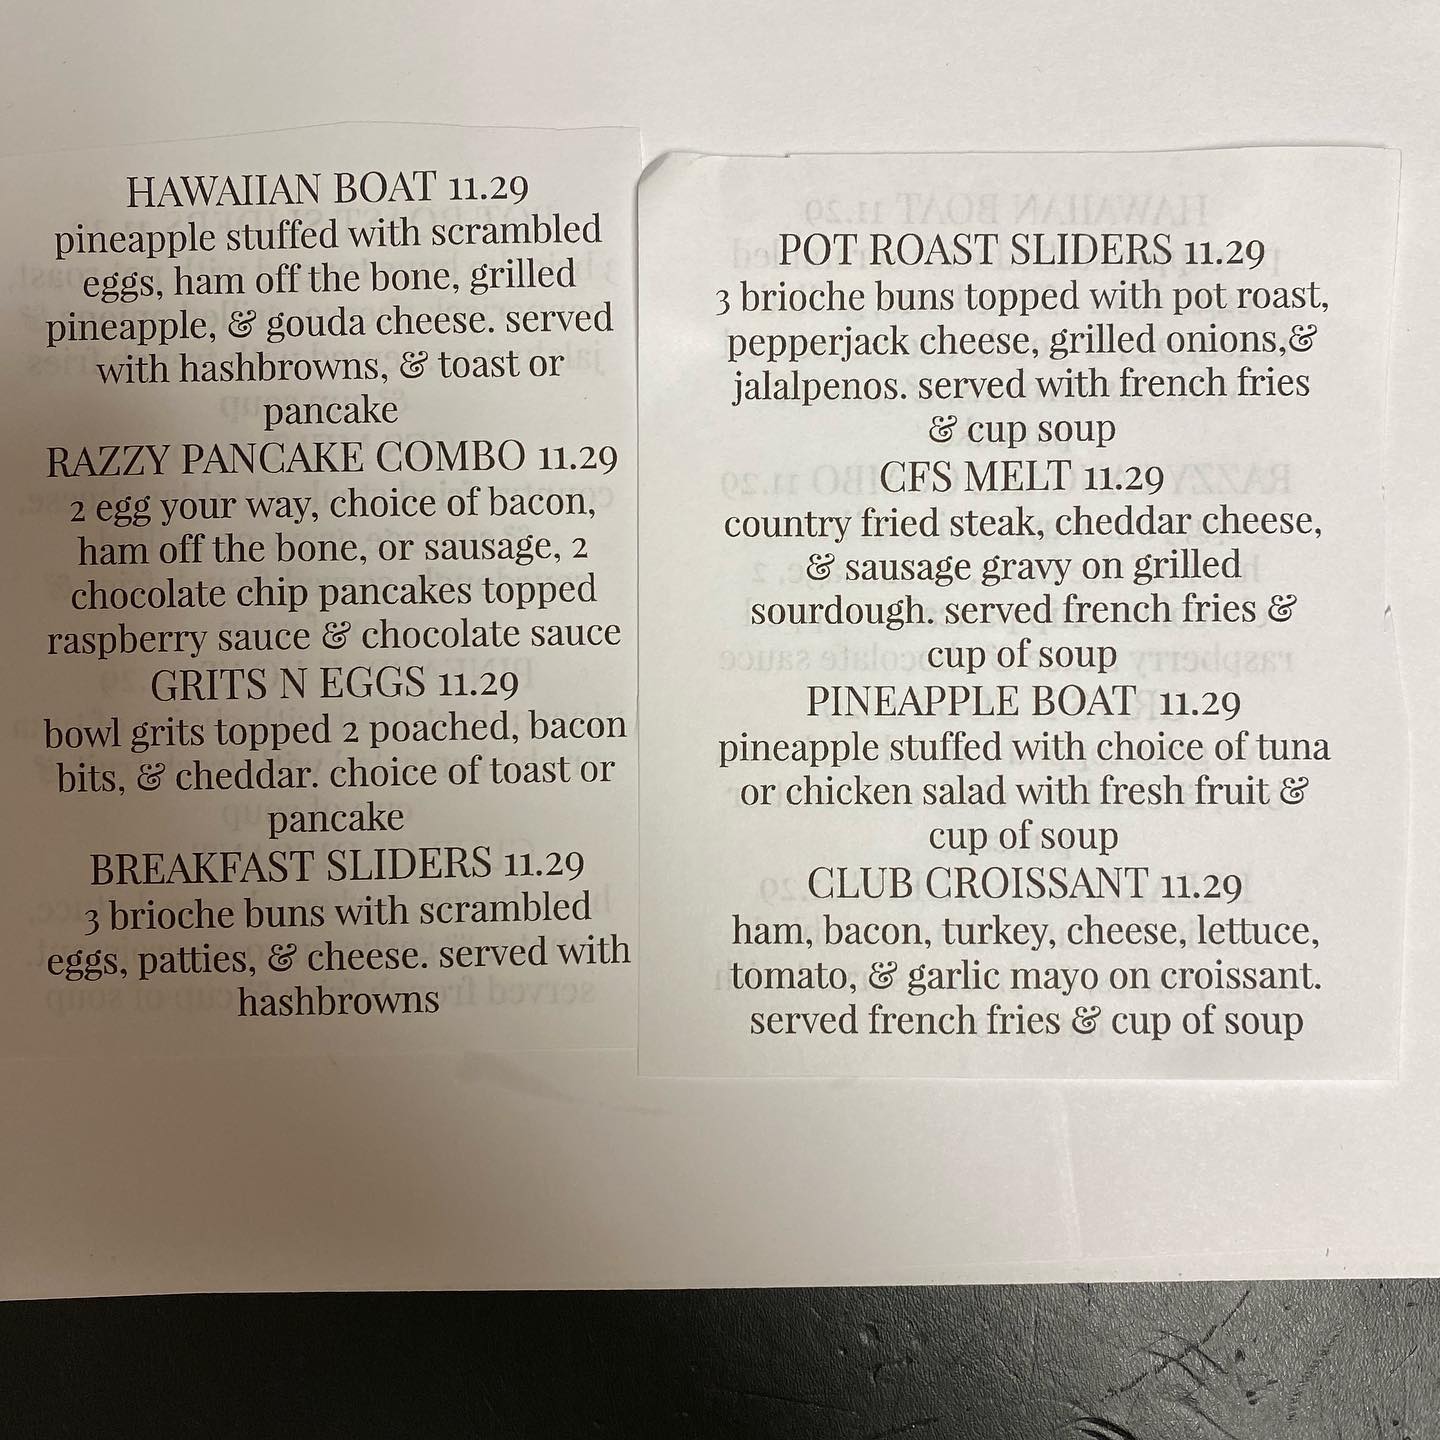 HAWAIIAN BOAT 11.29
pineapple stuffed with scrambled
eggs, ham off the bone, grilled
pineapple, & gouda cheese. served
with hashbrowns, & toast or
pancake
RAZZY PANCAKE COMBO 11.29
2 egg your way, choice of bacon,
ham off the bone, or sausage, 2
chocolate chip pancakes topped
raspberry sauce & chocolate sauce
GRITS N EGGS 11.29
bowl grits topped 2 poached, bacon
bits, & cheddar. choice of toast or
pancake
BREAKFAST SLIDERS 11.29
3 brioche buns with scrambled
eggs, patties, & cheese. served with
hashbrowns
POT ROAST SLIDERS 11.29
3 brioche buns topped with pot roast,
pepperjack cheese, grilled onions,&
jalalpenos. served with french fries
& cup soup
CFS MELT 11.29
country fried steak, cheddar cheese,
& sausage gravy on grilled
sourdough. served french fries &
cup of soup
PINEAPPLE BOAT 11.29
pineapple stuffed with choice of tuna
or chicken salad with fresh fruit &
cup of soup
CLUB CROISSANT 11.29
ham, bacon, turkey, cheese, lettuce,
tomato, & garlic mayo on croissant.
served french fries & cup of soup